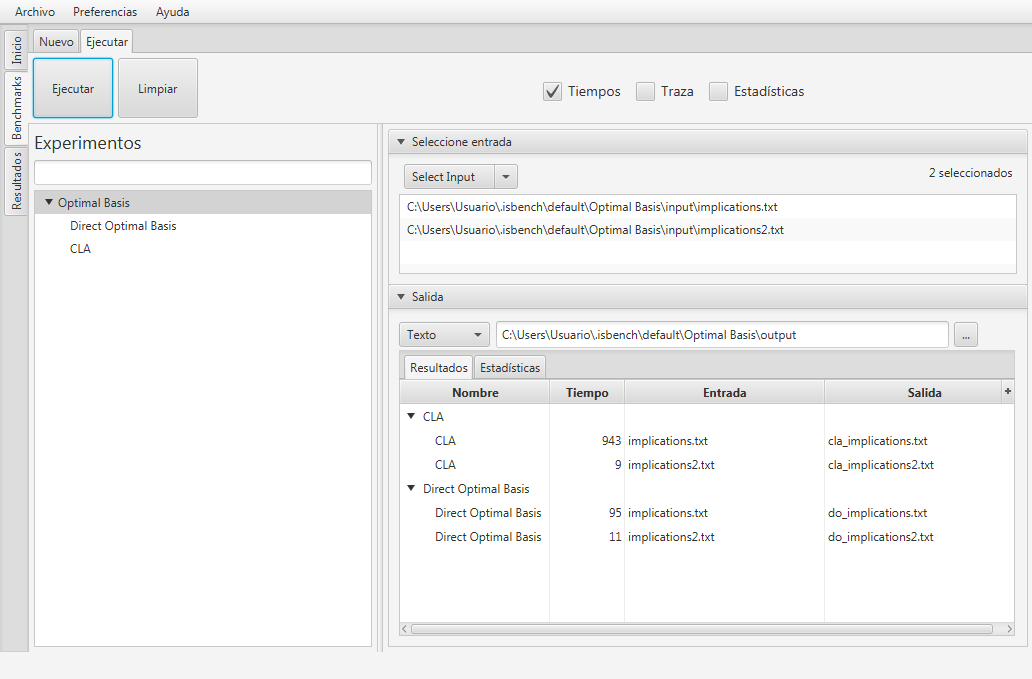 Archivo Preferencias Ayuda
Inicio
Benchmarks
Resultados
Nuevo Ejecutar
Ejecutar Limpiar
Tiempos Traza Estadísticas
Experimentos
Optimal Basis
Direct Optimal Basis
CLA
Seleccione entrada
Select Input 2 seleccionados
C:\Users\Usuario\.isbench\default\Optimal Basis\input\implications.txt
C:\Users\Usuario\.isbench\default\Optimal Basis\input\implications2.txt
Salida
Texto C:\Users\Usuario\.isbench\default\Optimal Basis\output ...
Resultados Estadísticas
Nombre Tiempo Entrada Salida +
CLA
CLA 943 implications.txt cla_implications.txt
CLA 9 implications2.txt cla_implications2.txt
Direct Optimal Basis
Direct Optimal Basis 95 implications.txt do_implications.txt
Direct Optimal Basis 11 implications2.txt do_implications2.txt